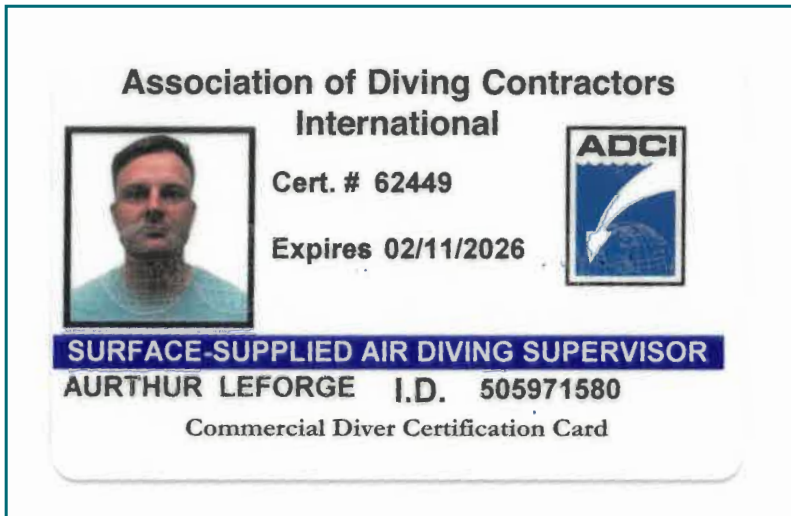 Association of Diving Contractors
International
ADCI
Cert. # 62449
Expires 02/11/2026
SURFACE-SUPPLIED AIR DIVING SUPERVISOR
AURTHUR LEFORGE I.D. 505971580
Commercial Diver Certification Card